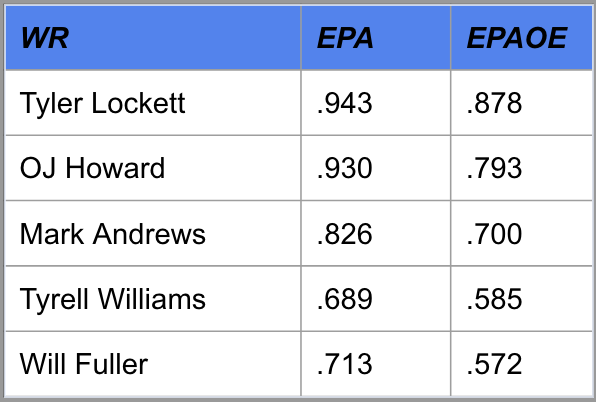 WR EPA EPAOE
Tyler Lockett .943 .878
OJ Howard .930 .793
Mark Andrews .826 .700
Tyrell Williams .689 .585
Will Fuller .713 .572